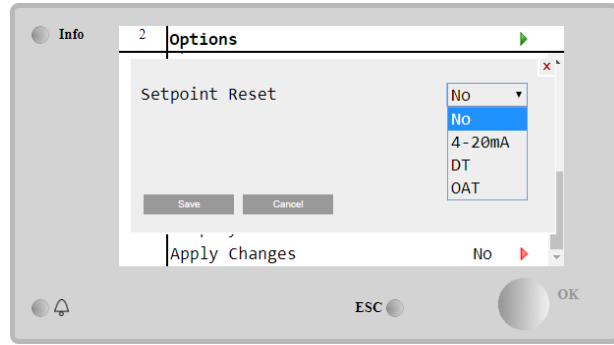 Info
2 Options
x
Setpoint Reset No
No
4-20mA
DT
OAT
Save Cancel
Apply Changes No
ESC OK